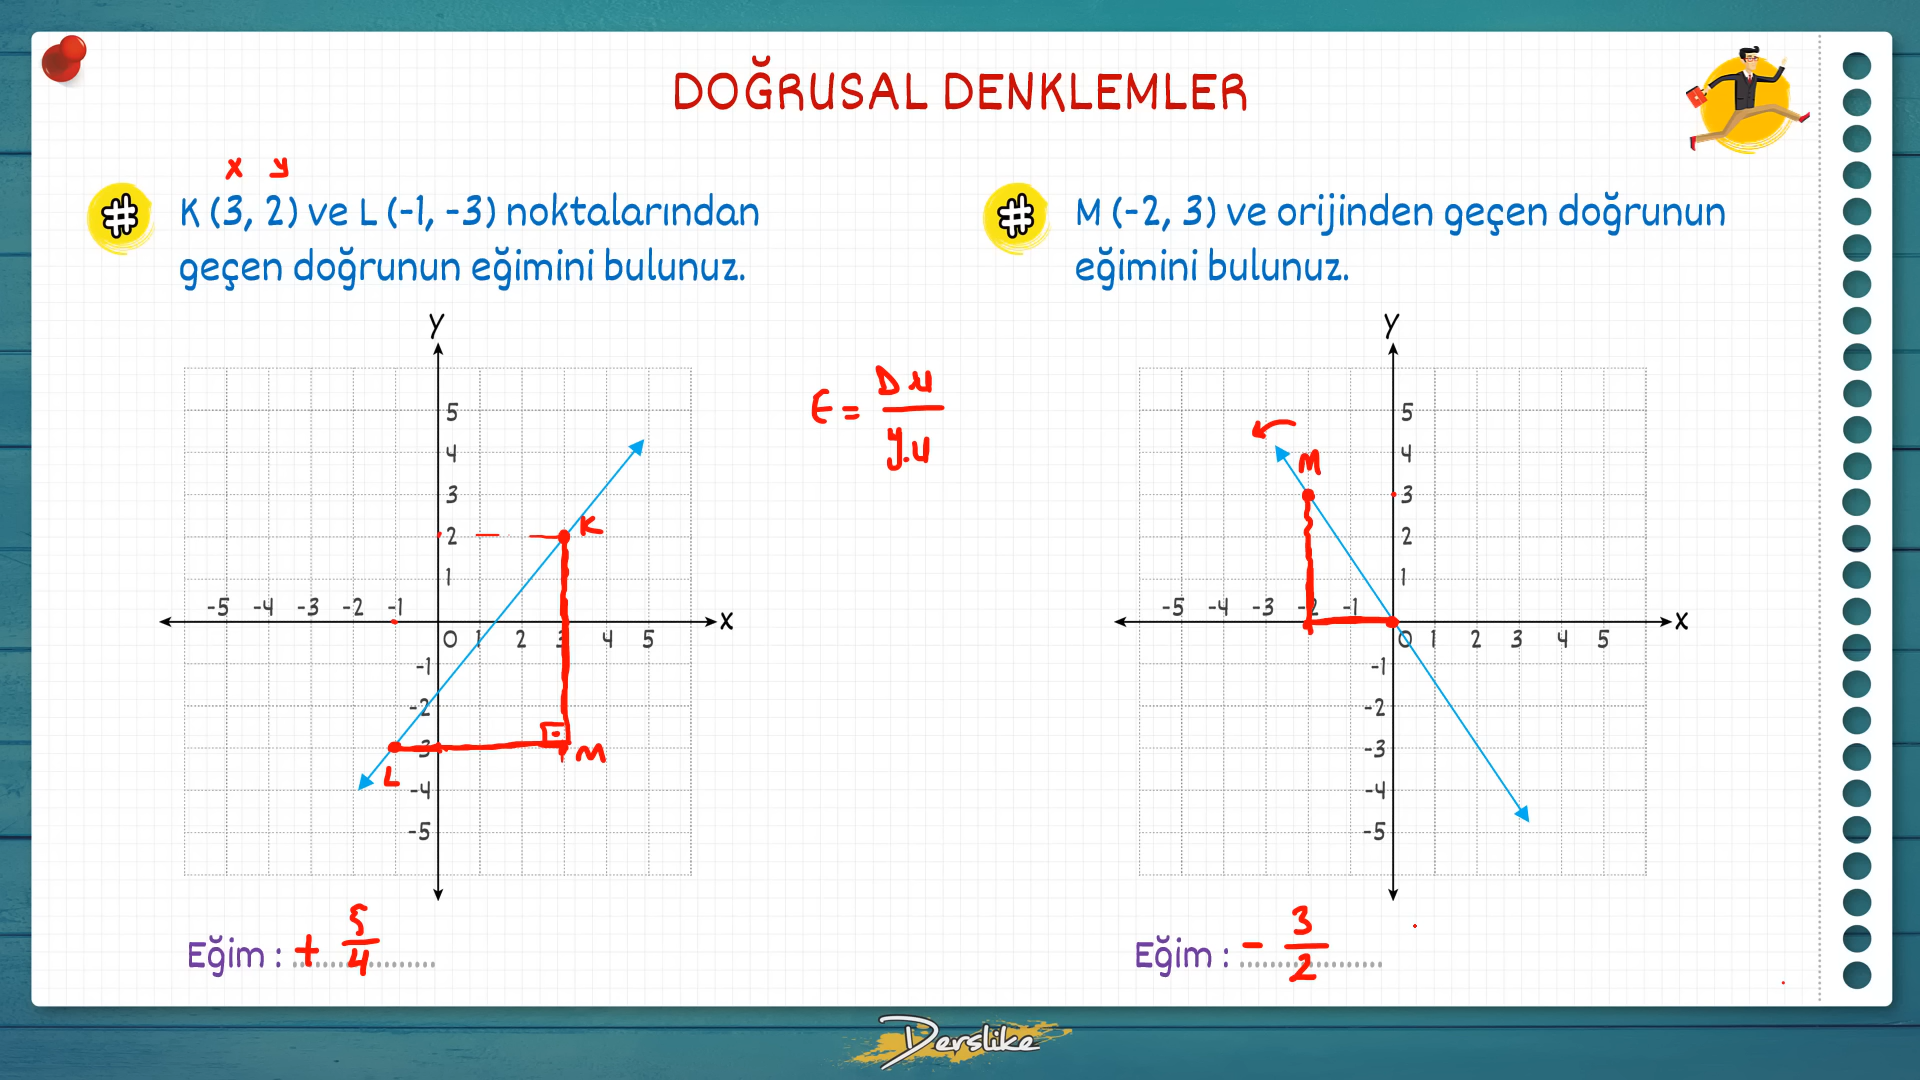 DOĞRUSAL DENKLEMLER
x y
K (3, 2) ve L (-1, -3) noktalarından
geçen doğrunun eğimini bulunuz.
y
5
4
3
2
1
-5 -4 -3 -2 -1
x
0 1 2 3 4 5
-1
-2
-3
-4
-5
K
L
M
Eğim : + 5/4
E = D.U / y.U
M (-2, 3) ve orijinden geçen doğrunun
eğimini bulunuz.
y
5
4
3
2
1
M
-5 -4 -3 -2 -1
x
0 1 2 3 4 5
-1
-2
-3
-4
-5
Eğim : - 3/2
Derslike